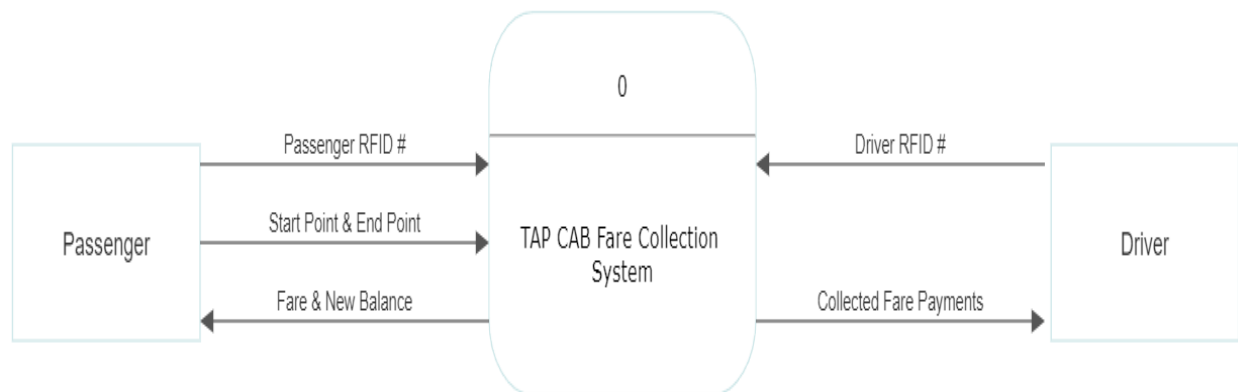 0
Passenger RFID #
Driver RFID #
Start Point & End Point
Passenger
TAP CAB Fare Collection
System
Driver
Fare & New Balance
Collected Fare Payments